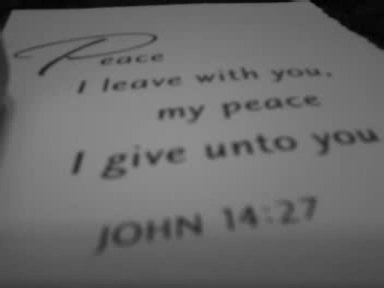 Peace
I leave with you,
my peace
I give unto you
JOHN 14:27